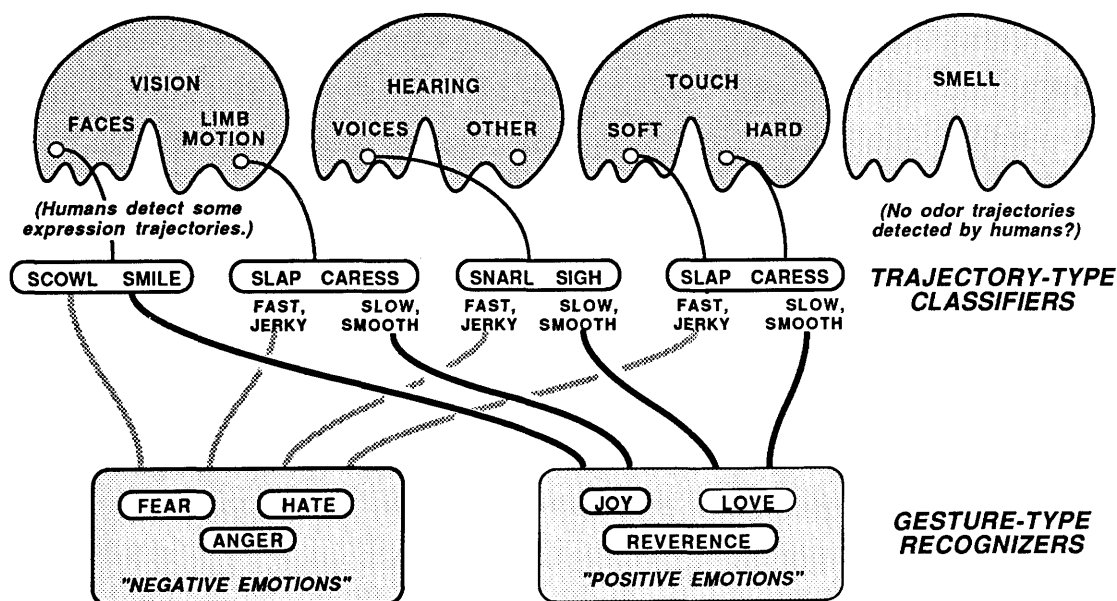 VISION
HEARING
TOUCH
SMELL
FACES
LIMB
MOTION
VOICES
OTHER
SOFT
HARD
(Humans detect some
expression trajectories.)
(No odor trajectories
detected by humans?)
SCOWL SMILE
SLAP CARESS
SNARL SIGH
SLAP CARESS
TRAJECTORY-TYPE
CLASSIFIERS
FAST,
JERKY
SLOW,
SMOOTH
FAST,
JERKY
SLOW,
SMOOTH
FAST,
JERKY
SLOW,
SMOOTH
FEAR
HATE
ANGER
"NEGATIVE EMOTIONS"
JOY
LOVE
REVERENCE
"POSITIVE EMOTIONS"
GESTURE-TYPE
RECOGNIZERS